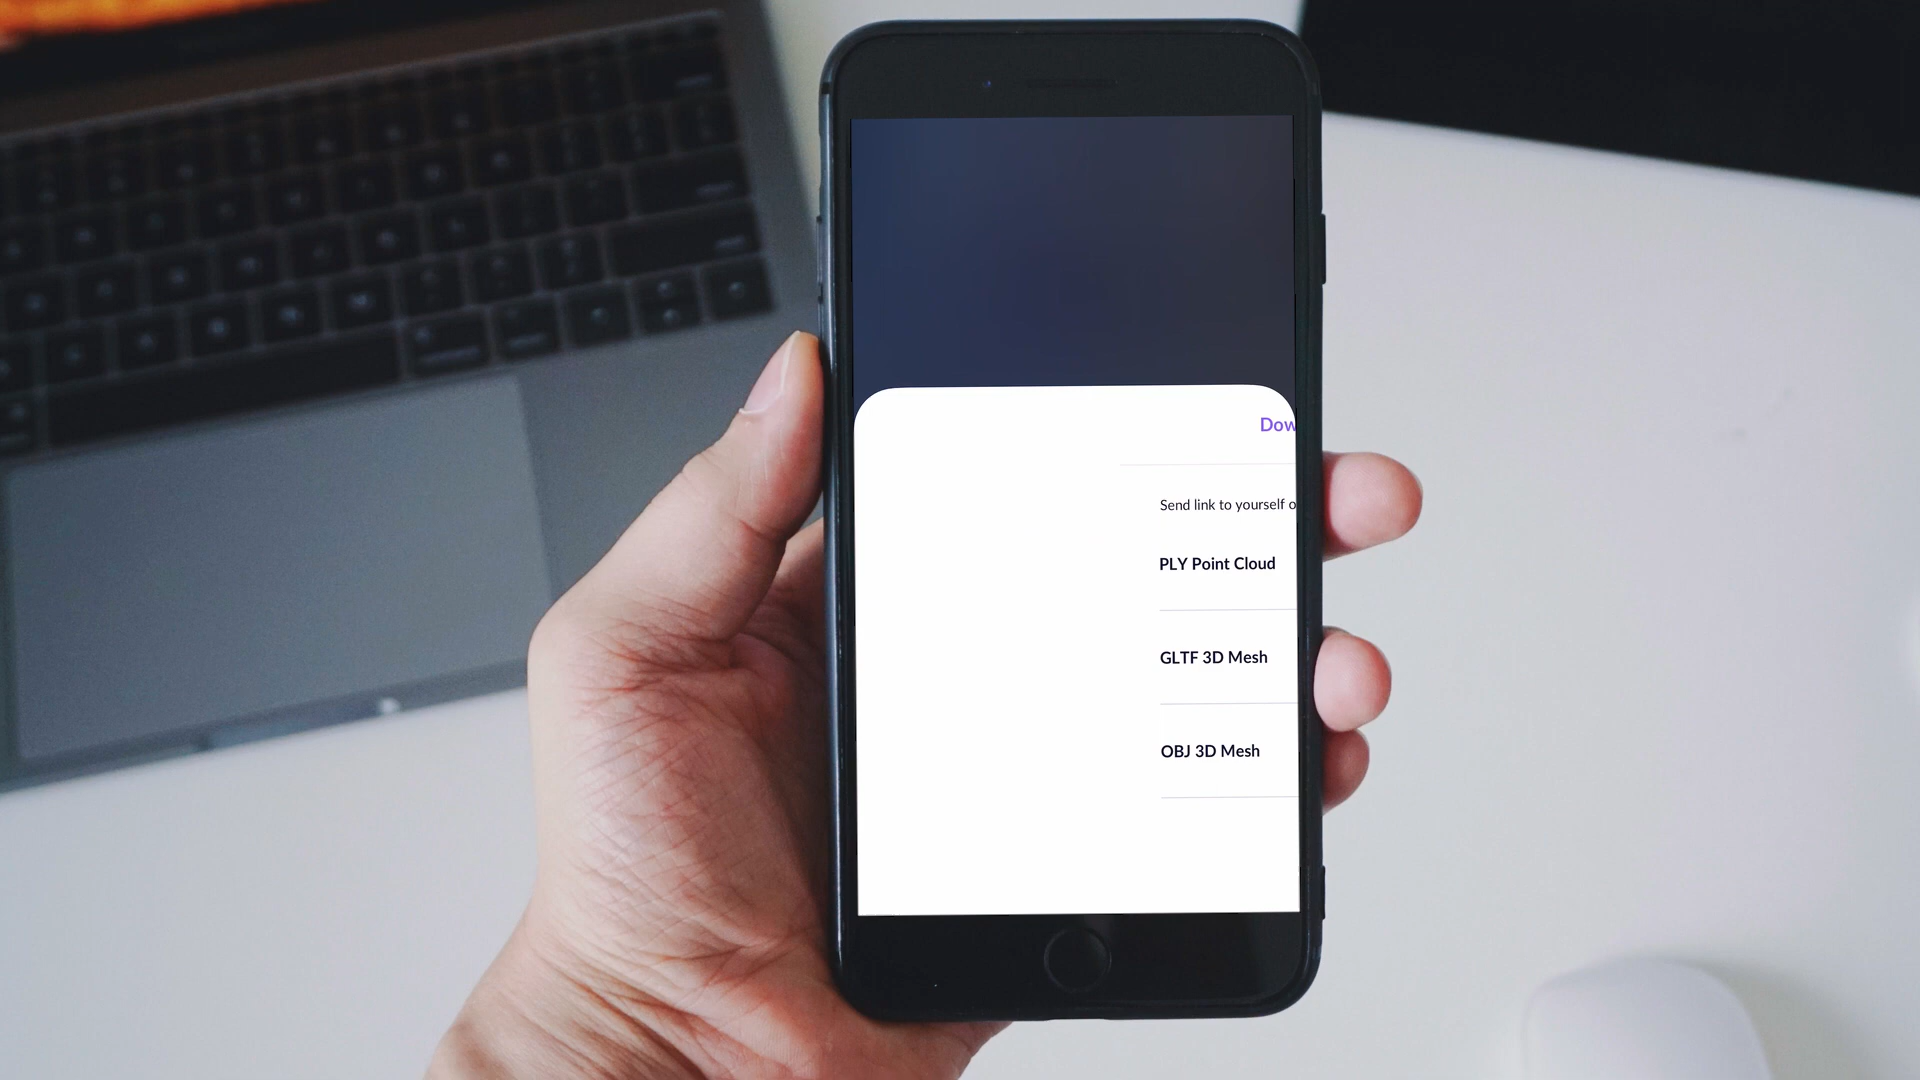 Dow
Send link to yourself o
PLY Point Cloud
GLTF 3D Mesh
OBJ 3D Mesh